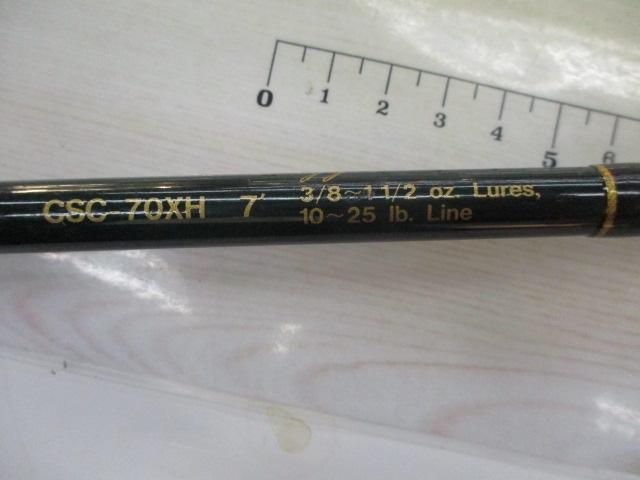 0 1 2 3 4 5 6
CSC-70XH 7' 3/8~1 1/2 oz. Lures,
10~25 lb. Line